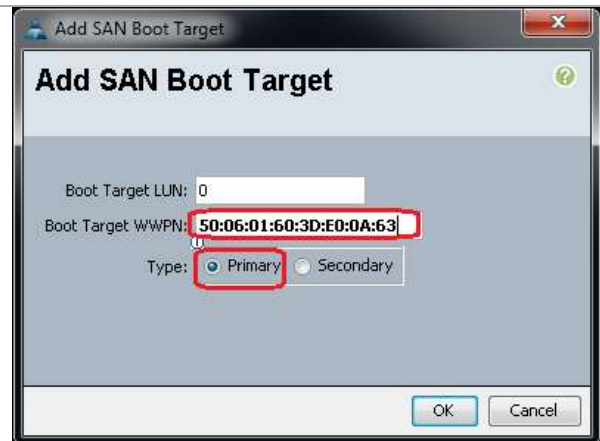 Add SAN Boot Target
Add SAN Boot Target
Boot Target LUN: 0
Boot Target WWPN: 50:06:01:60:3D:E0:0A:63
Type: Primary Secondary
OK Cancel